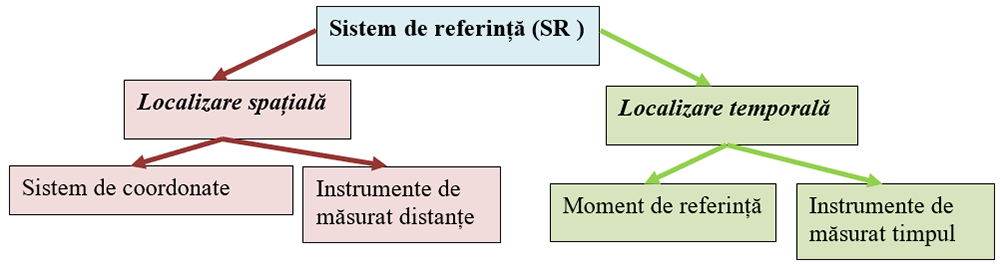 Sistem de referință (SR )
Localizare spațială
Localizare temporală
Sistem de coordonate
Instrumente de
măsurat distanțe
Moment de referință
Instrumente de
măsurat timpul